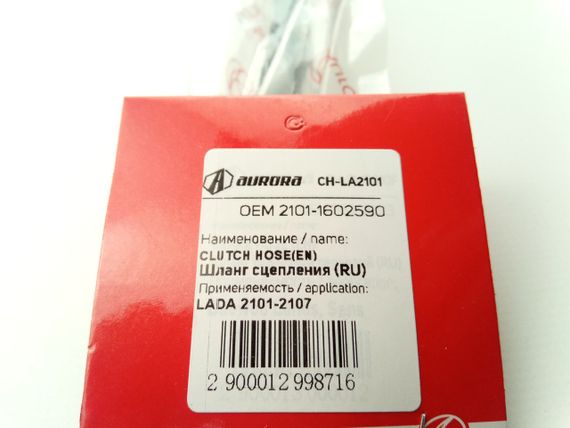 AURORA CH-LA2101
OEM 2101-1602590
Наименование / name:
CLUTCH HOSE(EN)
Шланг сцепления (RU)
Применяемость / application:
LADA 2101-2107
2 900012 998716